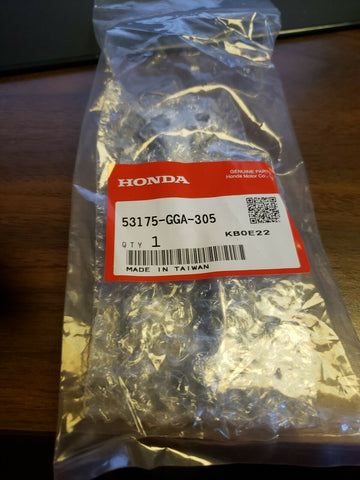 HONDA
GENUINE PARTS
Honda Motor Co.,
53175-GGA-305
QTY 1
KB0E22
MADE IN TAIWAN